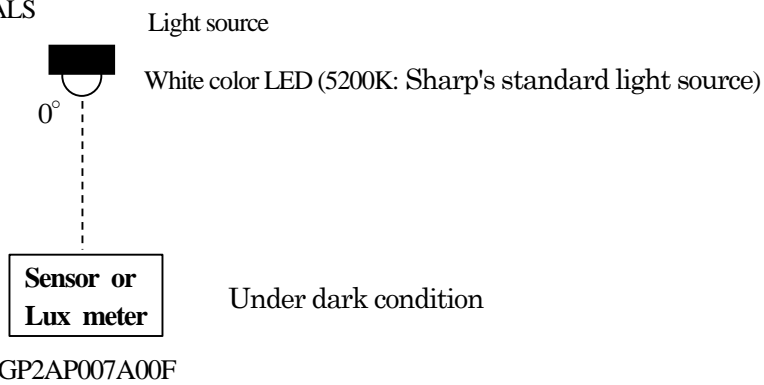 ALS
Light source
White color LED (5200K: Sharp's standard light source)
0°
Sensor or
Lux meter
Under dark condition
GP2AP007A00F